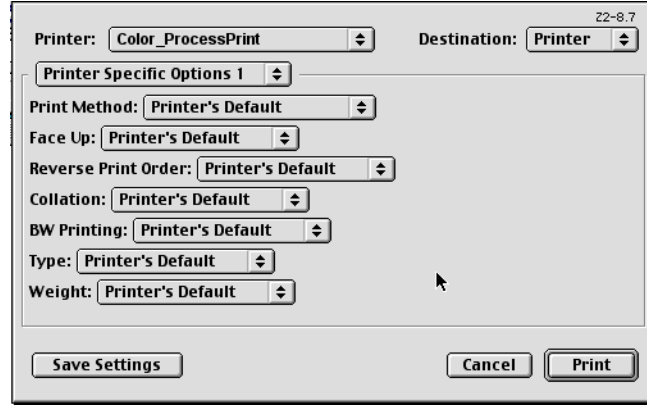 Z2-8.7
Printer: Color_ProcessPrint Destination: Printer
Printer Specific Options 1
Print Method: Printer's Default
Face Up: Printer's Default
Reverse Print Order: Printer's Default
Collation: Printer's Default
BW Printing: Printer's Default
Type: Printer's Default
Weight: Printer's Default
Save Settings Cancel Print